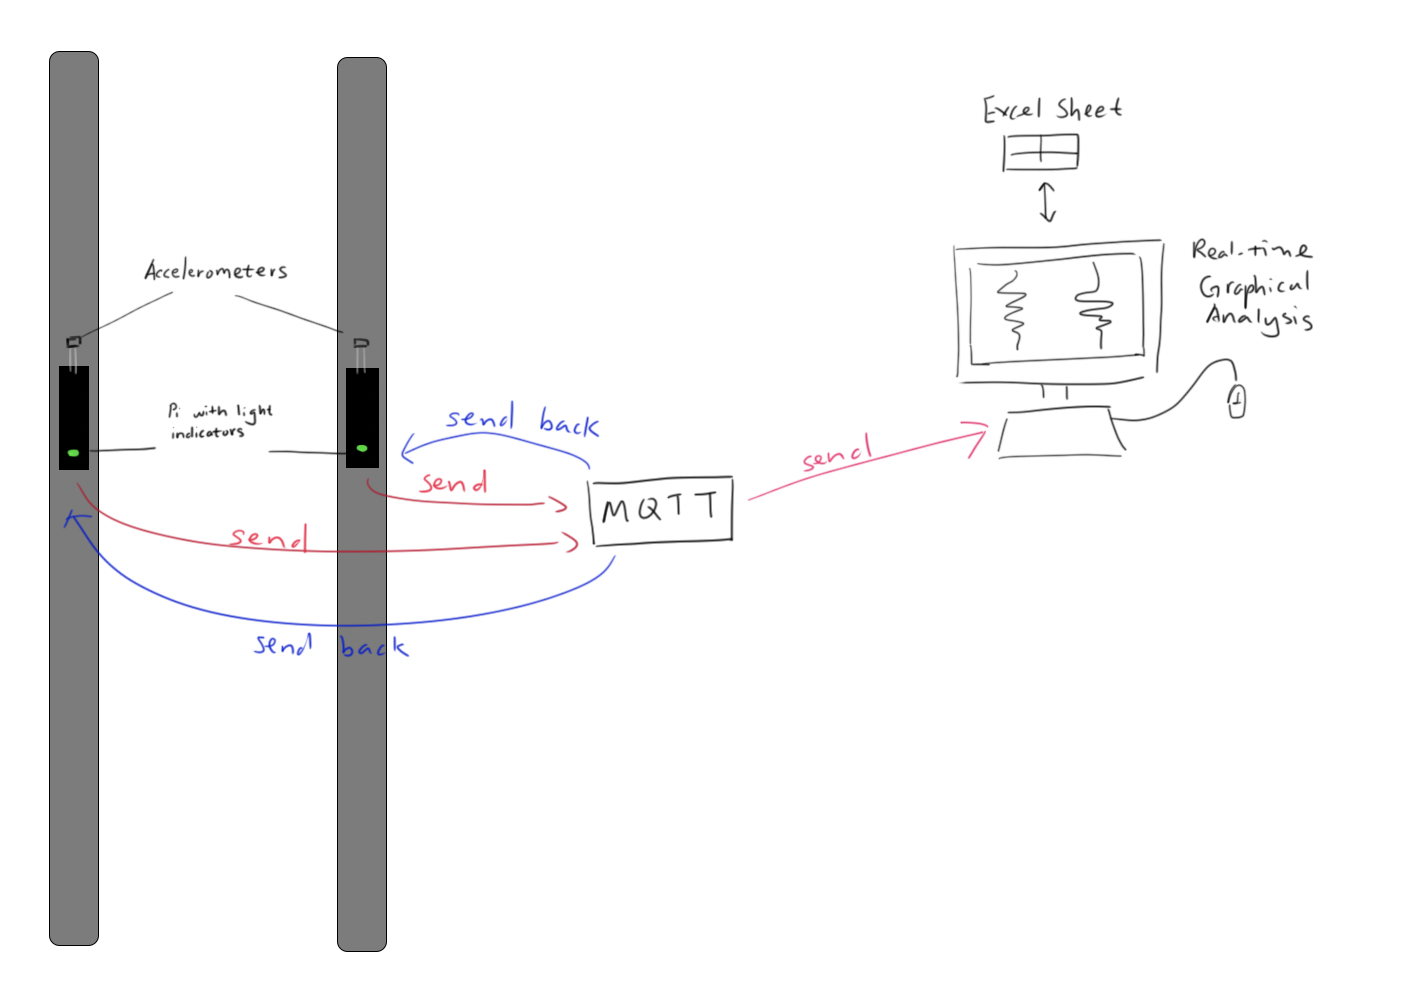 Excel Sheet
Real-time
Graphical
Analysis
Accelerometers
Pi with light
indicators
send back
send
send
send
MQTT
send back